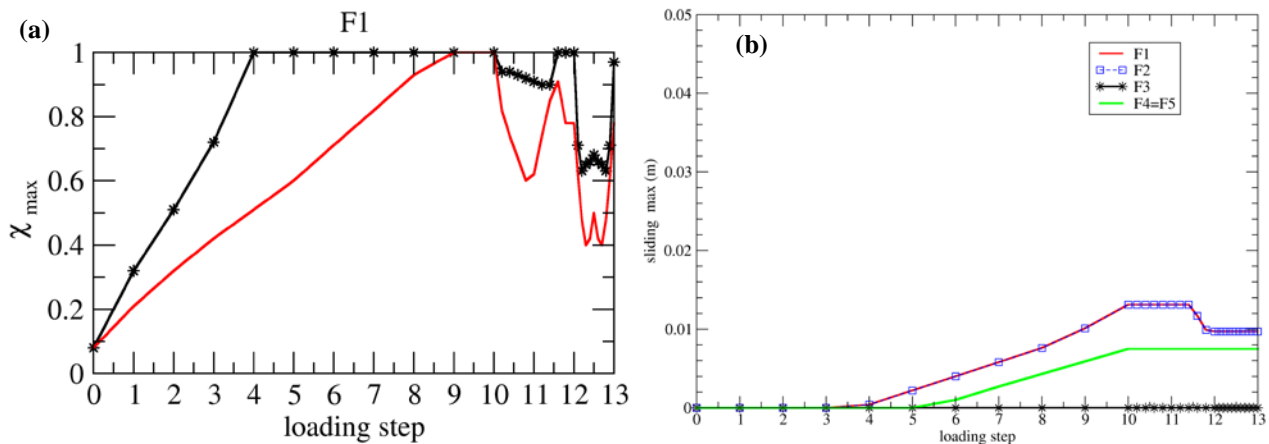 (a)
F1
χ max
1
0.8
0.6
0.4
0.2
0
0 1 2 3 4 5 6 7 8 9 10 11 12 13
loading step
(b)
sliding max (m)
0.05
0.04
0.03
0.02
0.01
0
F1
F2
F3
F4=F5
0 1 2 3 4 5 6 7 8 9 10 11 12 13
loading step